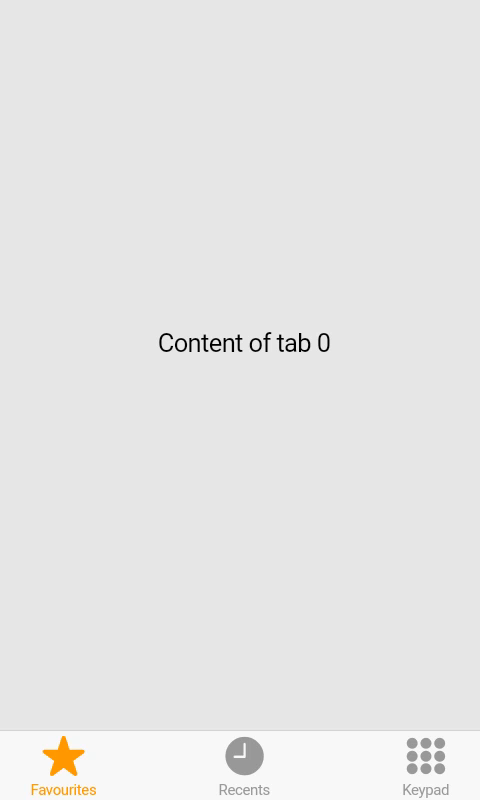 Content of tab 0
Favourites
Recents
Keypad